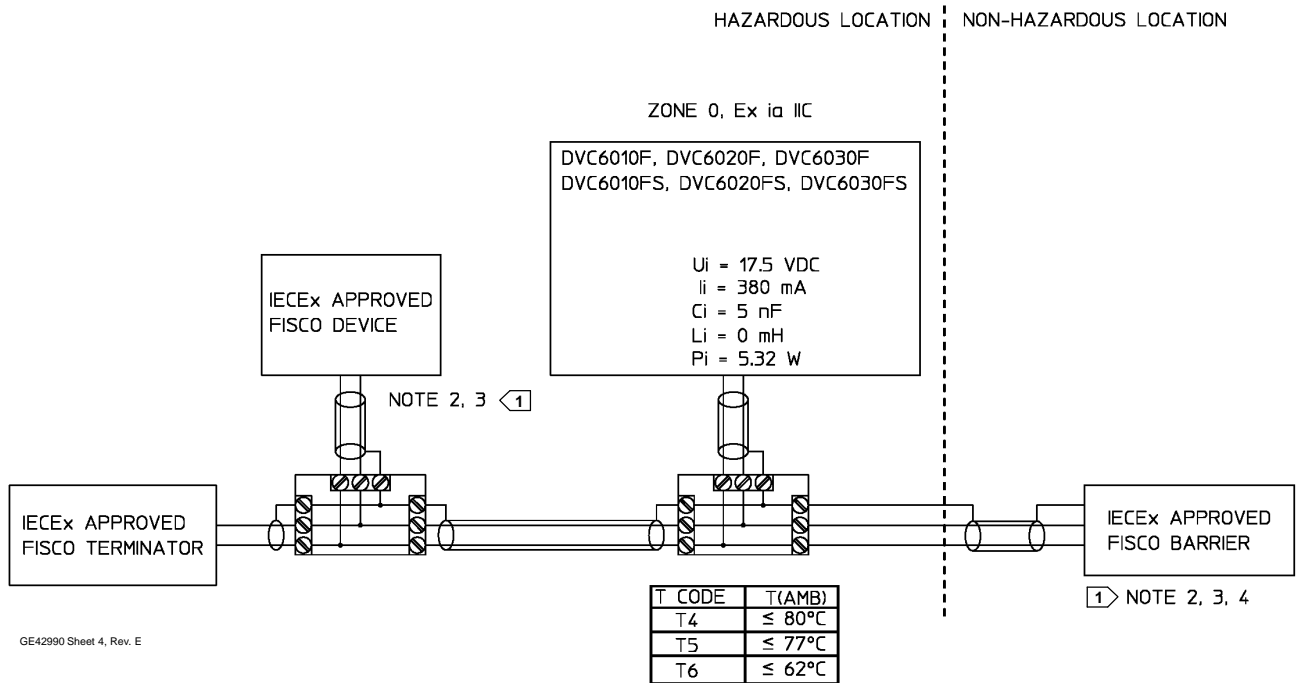 HAZARDOUS LOCATION
NON-HAZARDOUS LOCATION
ZONE 0, Ex ia IIC
DVC6010F, DVC6020F, DVC6030F
DVC6010FS, DVC6020FS, DVC6030FS
Ui = 17.5 VDC
Ii = 380 mA
Ci = 5 nF
Li = 0 mH
Pi = 5.32 W
IECEx APPROVED
FISCO DEVICE
NOTE 2, 3 1
IECEx APPROVED
FISCO TERMINATOR
IECEx APPROVED
FISCO BARRIER
1 NOTE 2, 3, 4
T CODE T(AMB)
T4 ≤ 80°C
T5 ≤ 77°C
T6 ≤ 62°C
GE42990 Sheet 4, Rev. E